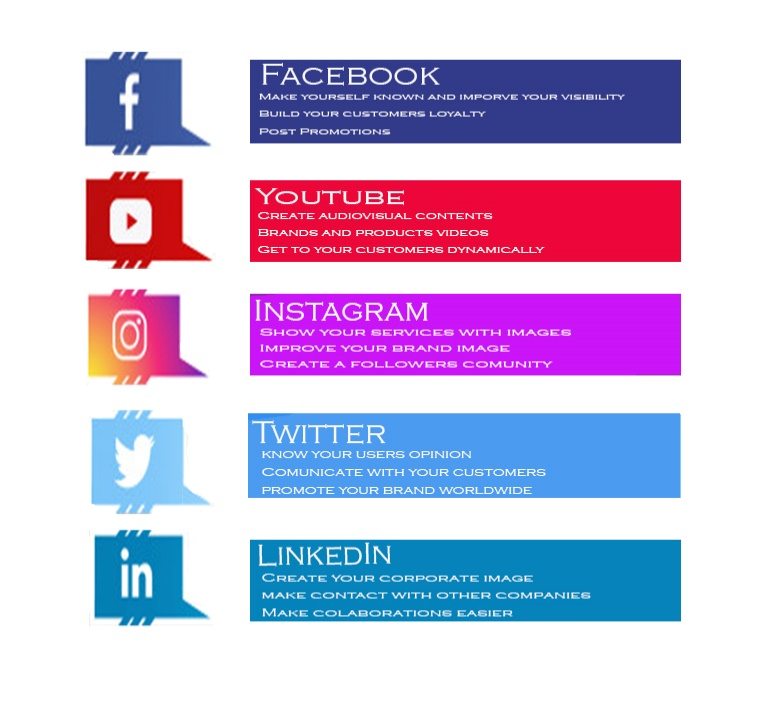 Facebook
Make yourself known and imporve your visibility
Build your customers loyalty
Post Promotions
Youtube
Create audiovisual contents
Brands and products videos
Get to your customers dynamically
Instagram
Show your services with images
Improve your brand image
Create a followers comunity
Twitter
know your users opinion
Comunicate with your customers
promote your brand worldwide
in
LinkedIn
Create your corporate image
make contact with other companies
Make colaborations easier